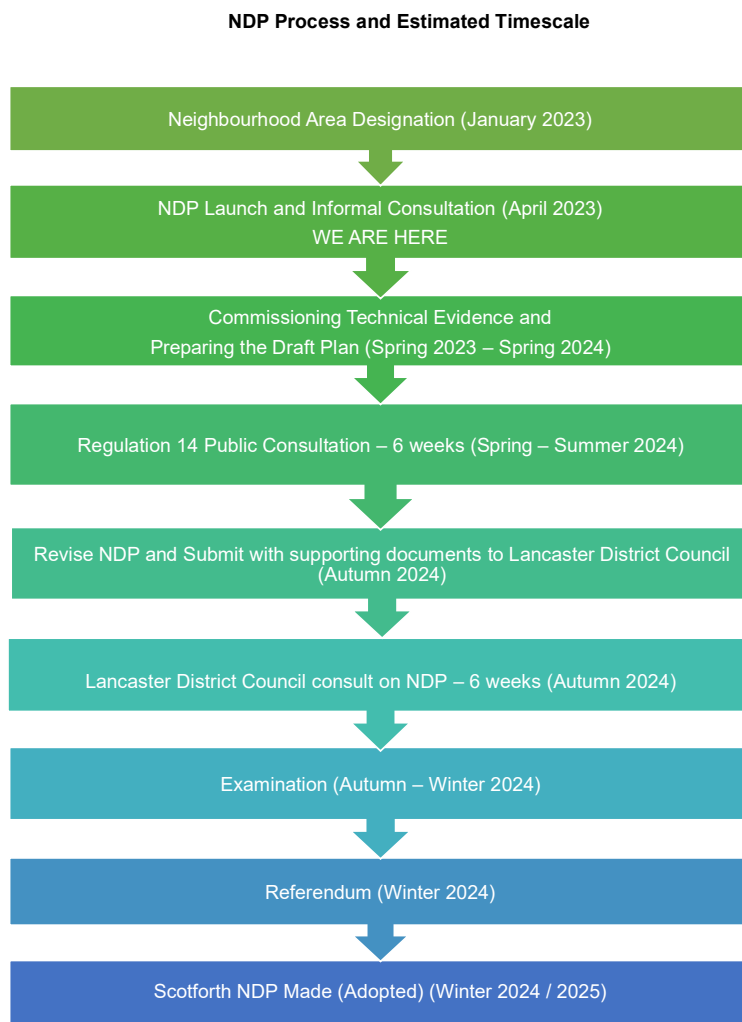 NDP Process and Estimated Timescale
Neighbourhood Area Designation (January 2023)
NDP Launch and Informal Consultation (April 2023)
WE ARE HERE
Commissioning Technical Evidence and
Preparing the Draft Plan (Spring 2023 – Spring 2024)
Regulation 14 Public Consultation – 6 weeks (Spring – Summer 2024)
Revise NDP and Submit with supporting documents to Lancaster District Council
(Autumn 2024)
Lancaster District Council consult on NDP – 6 weeks (Autumn 2024)
Examination (Autumn – Winter 2024)
Referendum (Winter 2024)
Scotforth NDP Made (Adopted) (Winter 2024 / 2025)